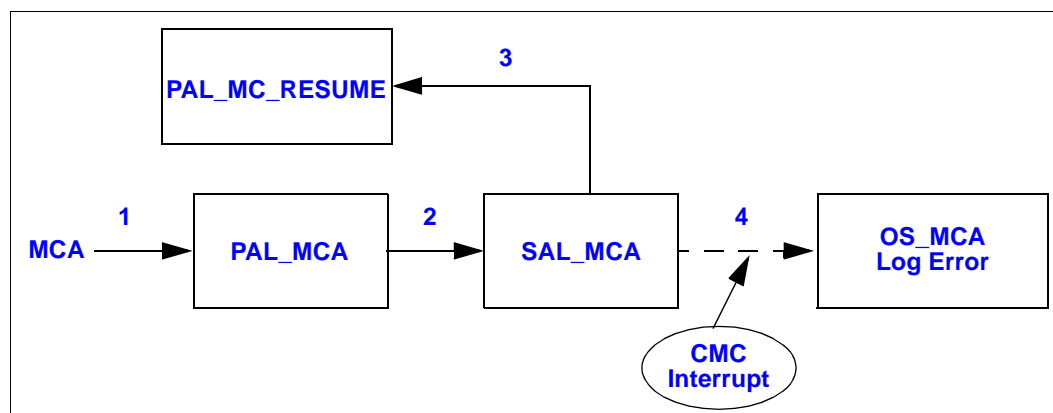 3
PAL_MC_RESUME
1
2
4
MCA
PAL_MCA
SAL_MCA
OS_MCA
Log Error
CMC
Interrupt